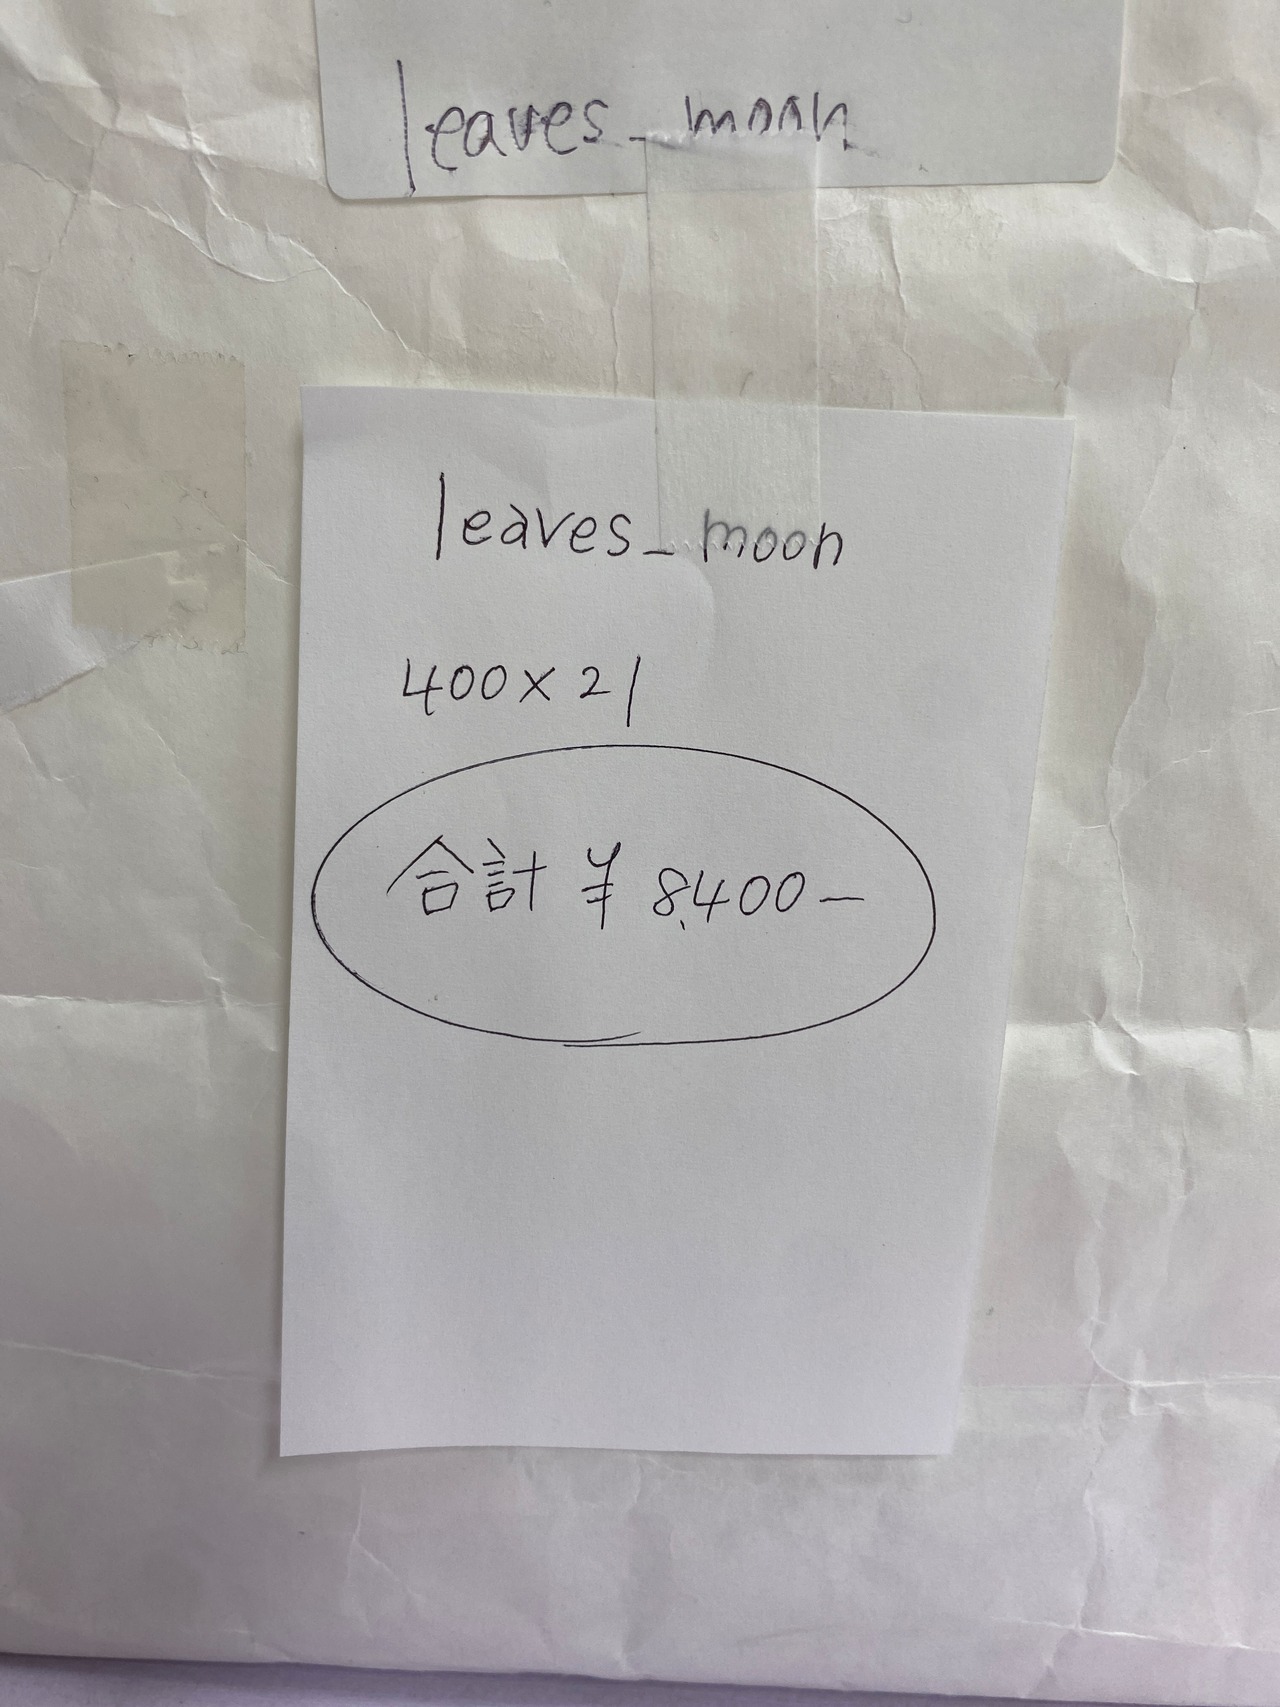 leaves_moon
leaves_moon
400×21
合計 ¥ 8,400-